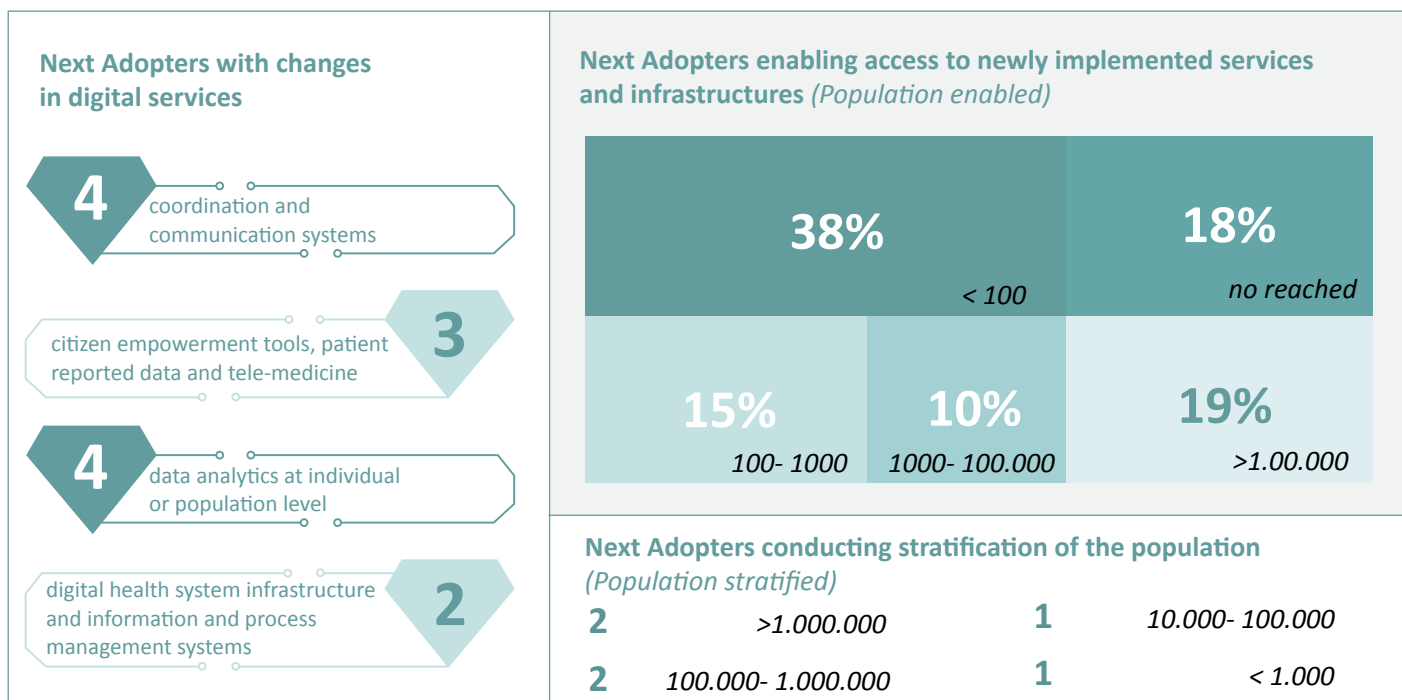 Next Adopters with changes
in digital services
4
coordination and
communication systems
3
citizen empowerment tools, patient
reported data and tele-medicine
4
data analytics at individual
or population level
2
digital health system infrastructure
and information and process
management systems
Next Adopters enabling access to newly implemented services
and infrastructures (Population enabled)
38%
< 100
18%
no reached
15%
100- 1000
10%
1000- 100.000
19%
>1.00.000
Next Adopters conducting stratification of the population
(Population stratified)
2 >1.000.000
1 10.000- 100.000
2 100.000- 1.000.000
1 < 1.000